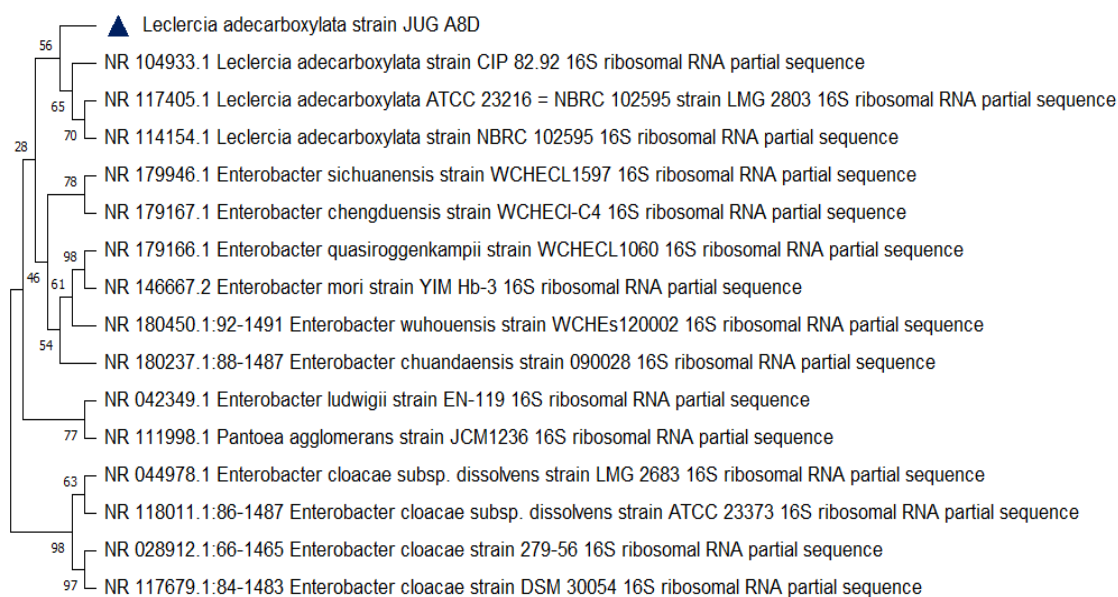 Leclercia adecarboxylata strain JUG A8D
56
NR 104933.1 Leclercia adecarboxylata strain CIP 82.92 16S ribosomal RNA partial sequence
65
NR 117405.1 Leclercia adecarboxylata ATCC 23216 = NBRC 102595 strain LMG 2803 16S ribosomal RNA partial sequence
70
NR 114154.1 Leclercia adecarboxylata strain NBRC 102595 16S ribosomal RNA partial sequence
28
78
NR 179946.1 Enterobacter sichuanensis strain WCHECL1597 16S ribosomal RNA partial sequence
NR 179167.1 Enterobacter chengduensis strain WCHECl-C4 16S ribosomal RNA partial sequence
98
NR 179166.1 Enterobacter quasiroggenkampii strain WCHECL1060 16S ribosomal RNA partial sequence
46
61
NR 146667.2 Enterobacter mori strain YIM Hb-3 16S ribosomal RNA partial sequence
NR 180450.1:92-1491 Enterobacter wuhouensis strain WCHEs120002 16S ribosomal RNA partial sequence
54
NR 180237.1:88-1487 Enterobacter chuandaensis strain 090028 16S ribosomal RNA partial sequence
NR 042349.1 Enterobacter ludwigii strain EN-119 16S ribosomal RNA partial sequence
77
NR 111998.1 Pantoea agglomerans strain JCM1236 16S ribosomal RNA partial sequence
63
NR 044978.1 Enterobacter cloacae subsp. dissolvens strain LMG 2683 16S ribosomal RNA partial sequence
NR 118011.1:86-1487 Enterobacter cloacae subsp. dissolvens strain ATCC 23373 16S ribosomal RNA partial sequence
98
NR 028912.1:66-1465 Enterobacter cloacae strain 279-56 16S ribosomal RNA partial sequence
97
NR 117679.1:84-1483 Enterobacter cloacae strain DSM 30054 16S ribosomal RNA partial sequence